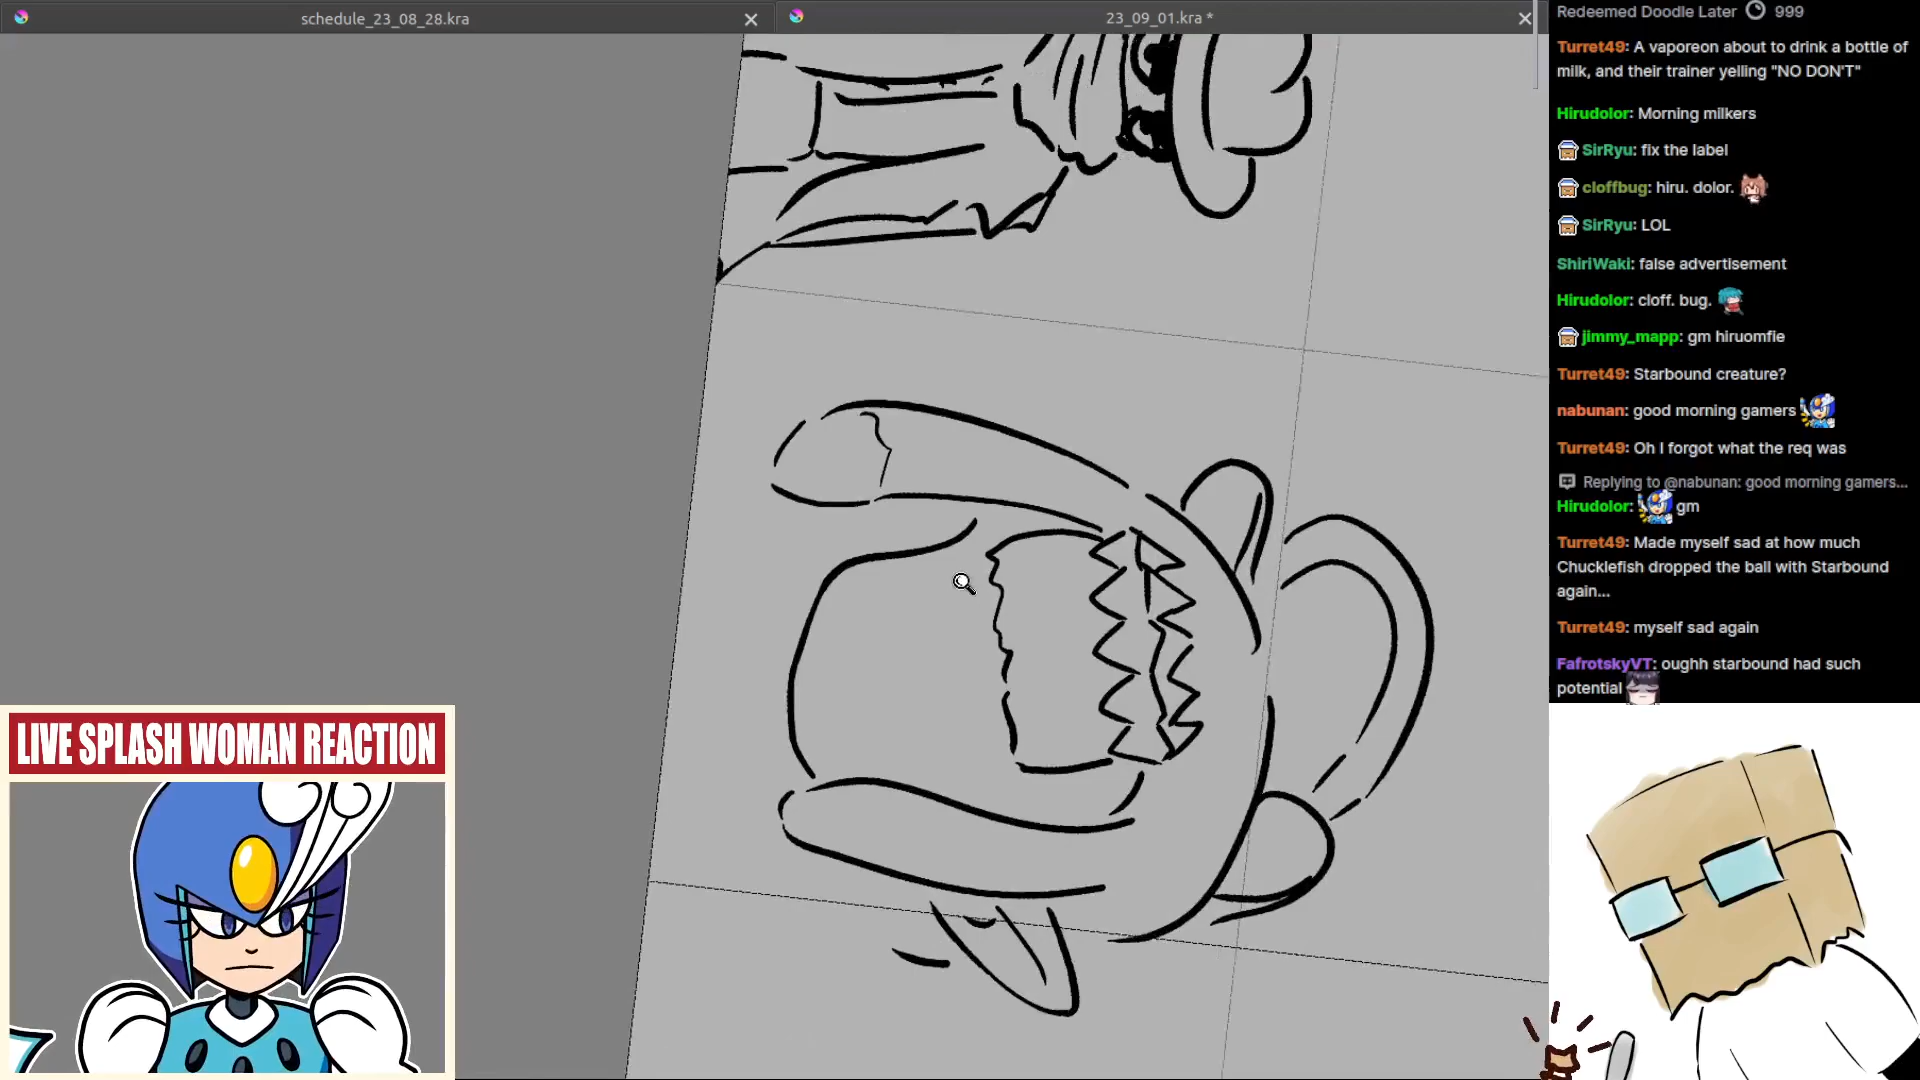 schedule_23_08_28.kra
23_09_01.kra *
Redeemed Doodle Later 999
Turret49: A vaporeon about to drink a bottle of
milk, and their trainer yelling "NO DON'T"
Hirudolor: Morning milkers
SirRyu: fix the label
cloffbug: hiru. dolor.
SirRyu: LOL
ShiriWaki: false advertisement
Hirudolor: cloff. bug.
jimmy_mapp: gm hiruomfie
Turret49: Starbound creature?
nabunan: good morning gamers
Turret49: Oh I forgot what the req was
Replying to @nabunan: good morning gamers...
Hirudolor: gm
Turret49: Made myself sad at how much
Chucklefish dropped the ball with Starbound
again...
Turret49: myself sad again
FafrotskyVT: oughh starbound had such
potential
LIVE SPLASH WOMAN REACTION